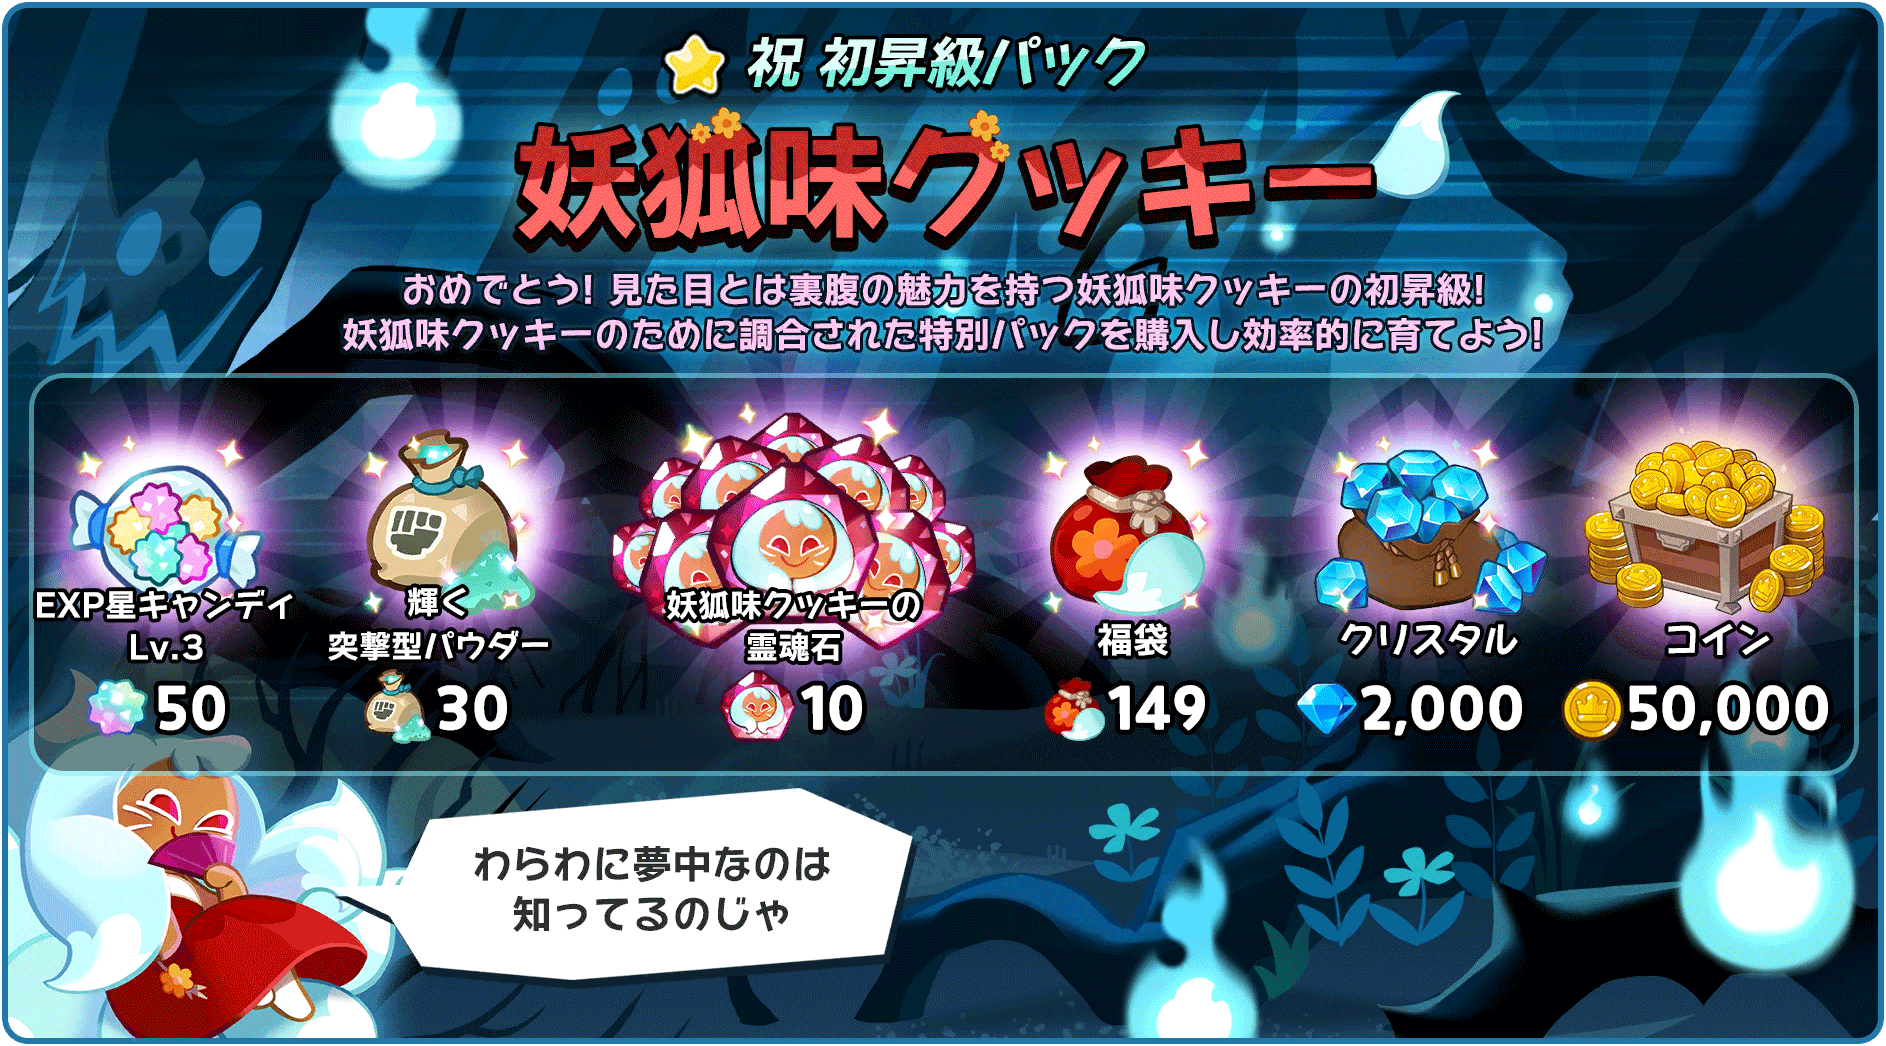 祝 初昇級パック
妖狐味クッキー
おめでとう! 見た目とは裏腹の魅力を持つ妖狐味クッキーの初昇級!
妖狐味クッキーのために調合された特別パックを購入し効率的に育てよう!
EXP星キャンディ
Lv.3
50
輝く
突撃型パウダー
30
妖狐味クッキーの
霊魂石
10
福袋
149
クリスタル
2,000
コイン
50,000
わらわに夢中なのは
知ってるのじゃ